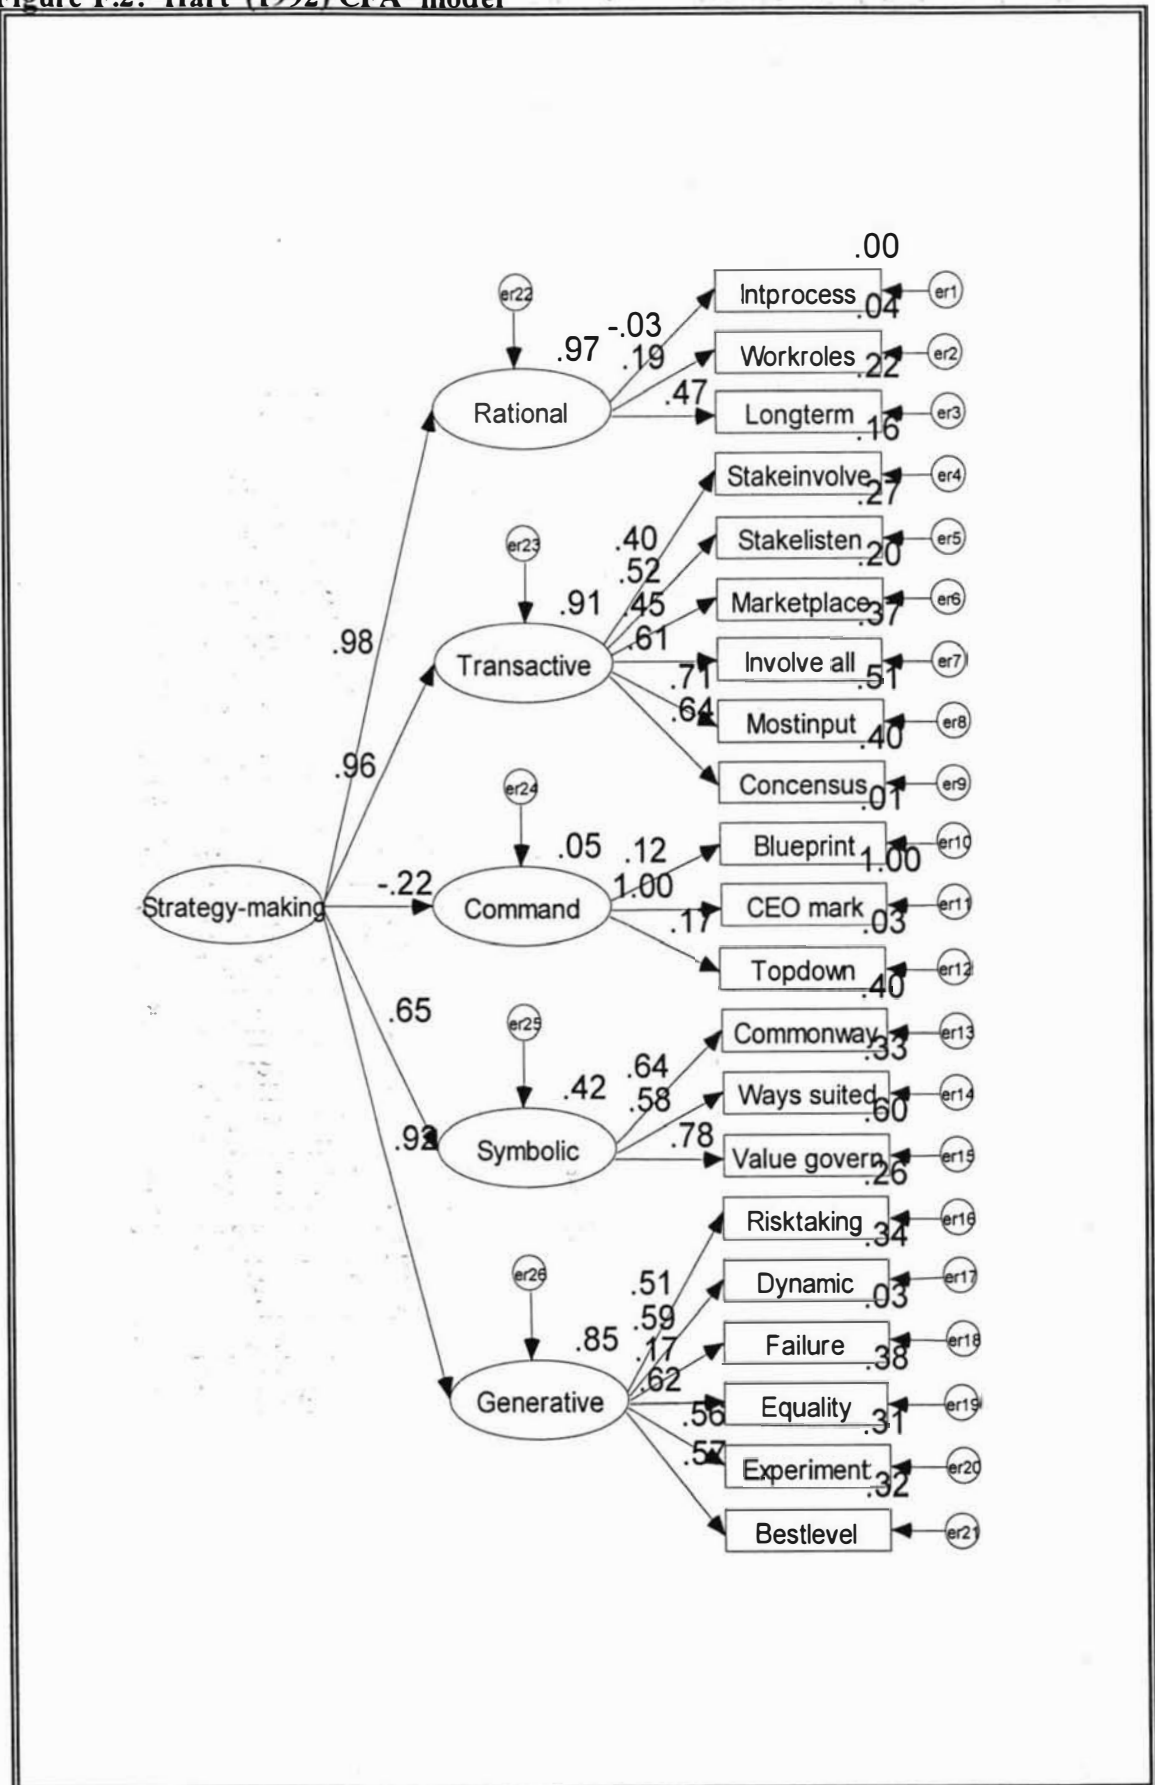 Figure F.2: Hart (1992) CFA model
.00
er22
Intprocess
er1
.04
-.03
.97
.19
Workroles
er2
.22
.47
Rational
Longterm
er3
.16
Stakeinvolve
er4
.27
er23
.40
Stakelisten
er5
.20
.52
.91
.45
Marketplace
er6
.37
.98
.61
Transactive
Involve all
er7
.51
.71
.64
Mostinput
er8
.40
.96
er24
Concensus
er9
.01
.05
.12
Blueprint
er10
1.00
-.22
1.00
Strategy-making
Command
CEO mark
er11
.03
.17
Topdown
er12
.40
.65
er25
Commonway
er13
.33
.64
.42
.58
Ways suited
er14
.60
.92
.78
Symbolic
Value govern
er15
.26
Risktaking
er16
.34
er26
.51
Dynamic
er17
.03
.59
.85
.17
Failure
er18
.38
.62
Generative
Equality
er19
.31
.56
.57
Experiment
er20
.32
Bestlevel
er21